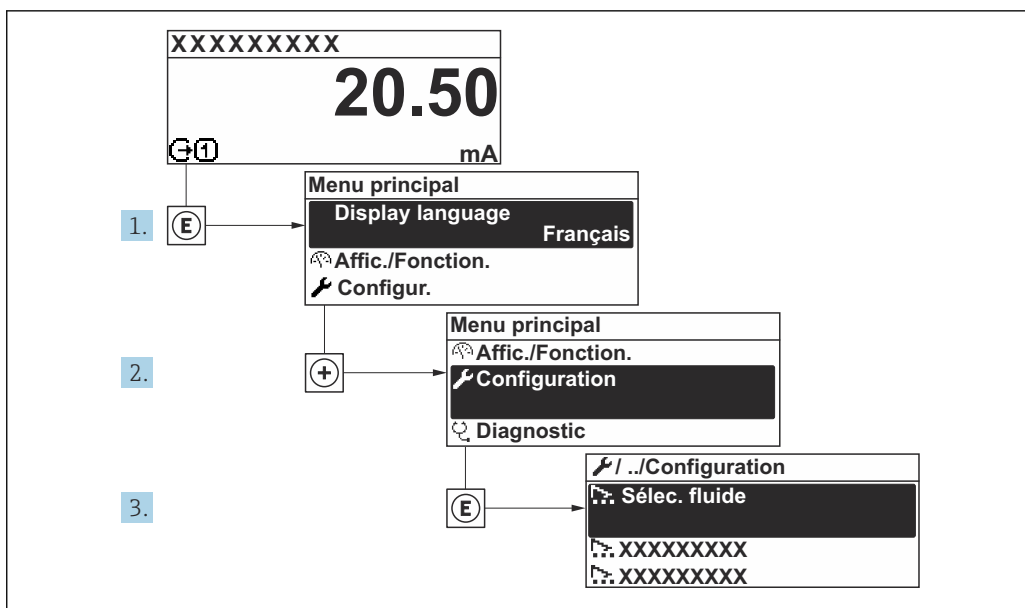 XXXXXXXXX
20.50
mA
1.
E
Menu principal
Display language
Français
Affic./Fonction.
Configur.
2.
+
Menu principal
Affic./Fonction.
Configuration
Diagnostic
3.
E
/ ../Configuration
Sélec. fluide
XXXXXXXXX
XXXXXXXXX